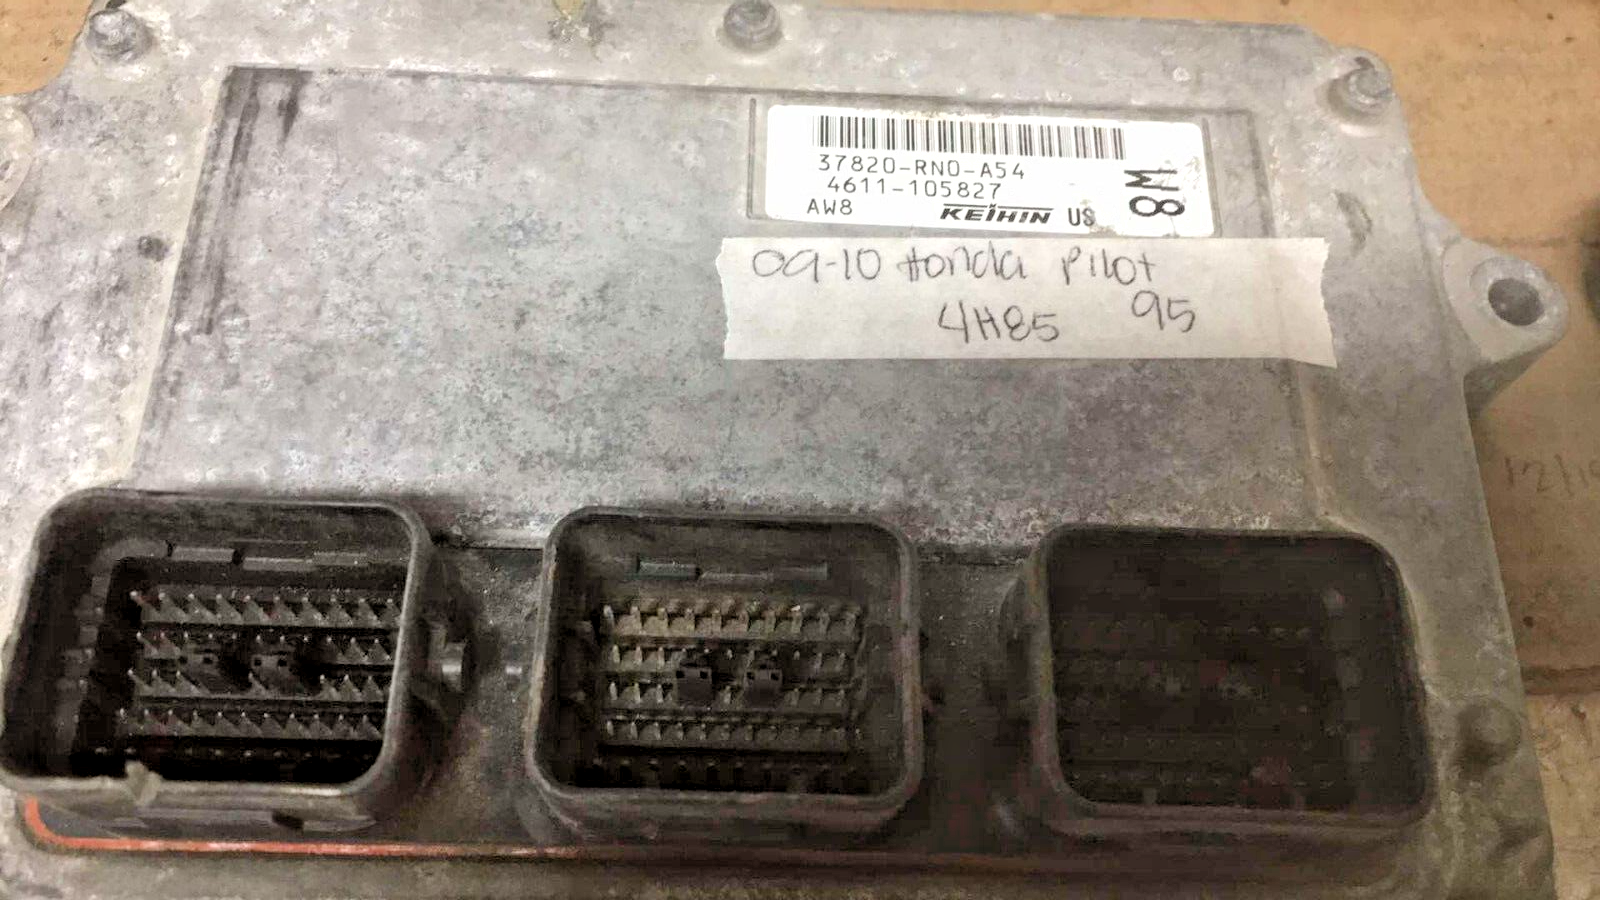 37820-RN0-A54
4611-105827
AW8 KEIHIN US
8M
09-10 Honda Pilot
4H85 95